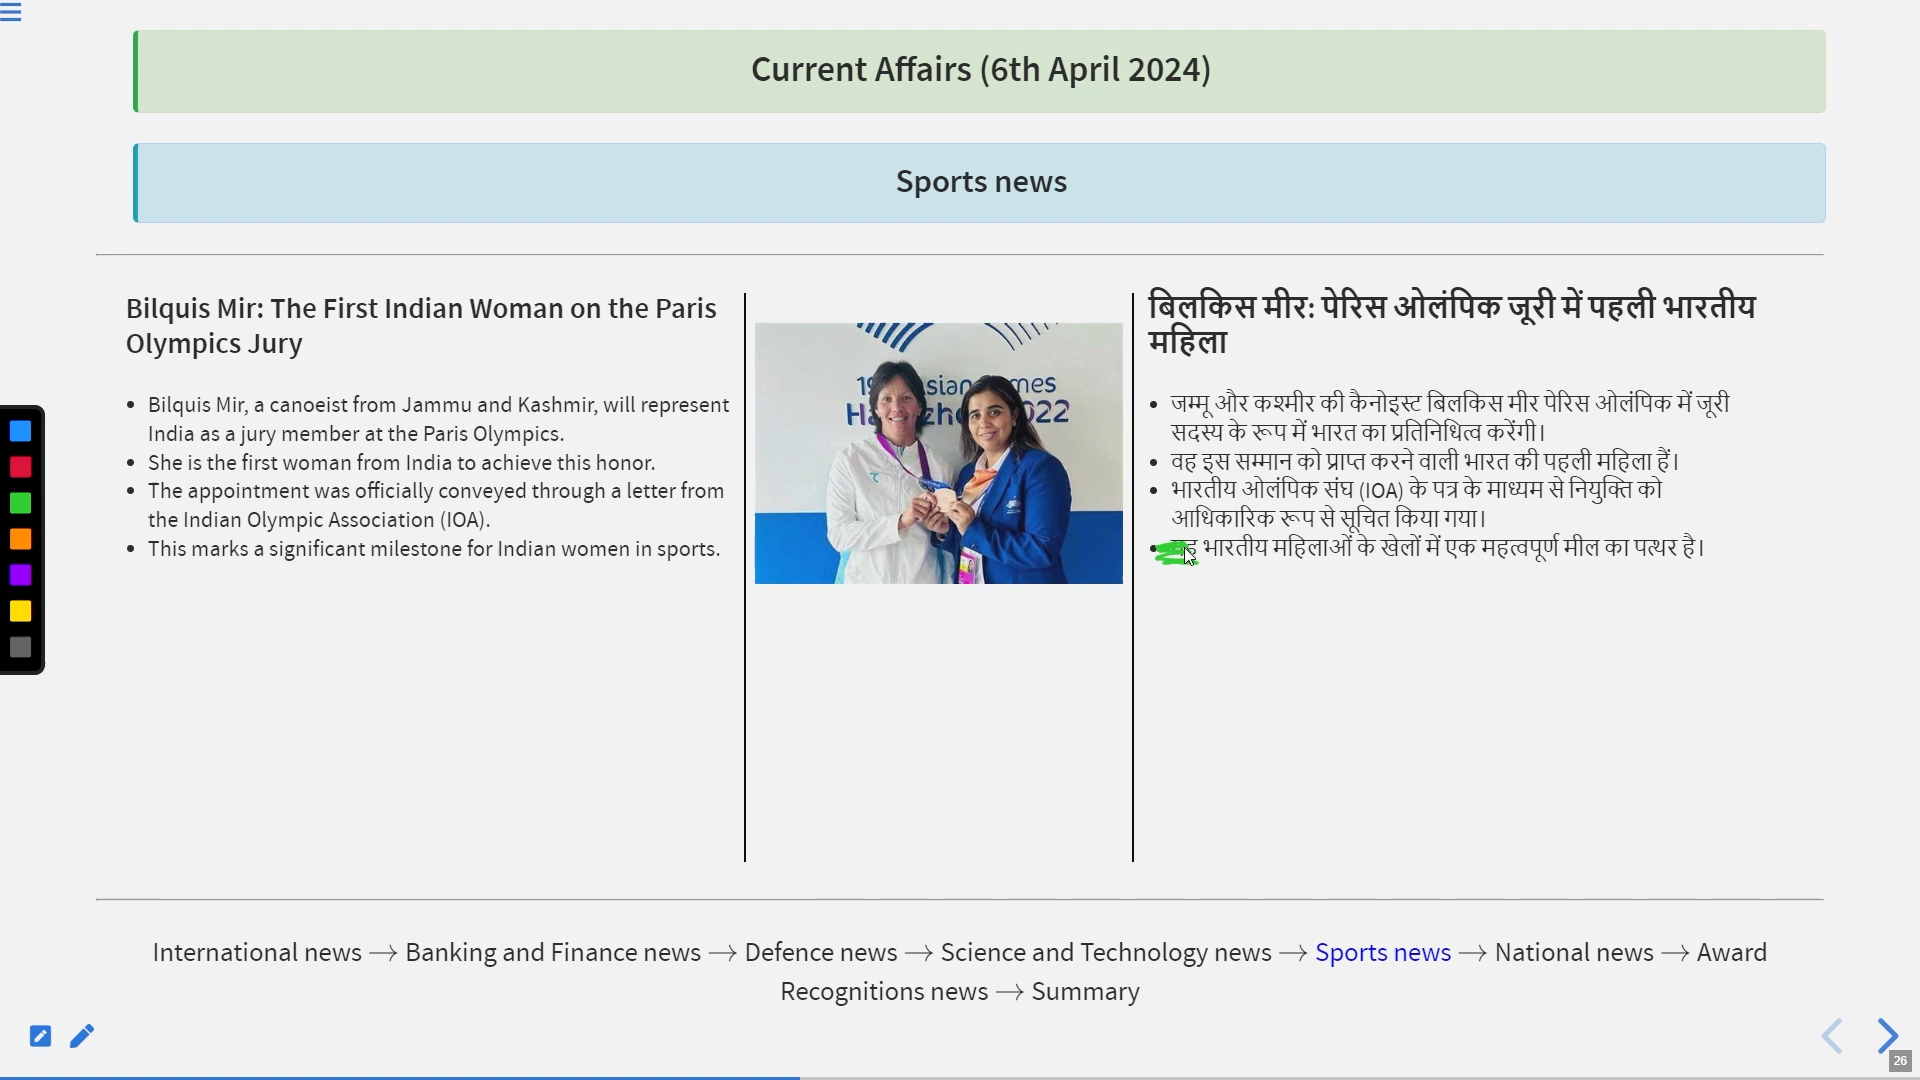 Current Affairs (6th April 2024)
Sports news
Bilquis Mir: The First Indian Woman on the Paris
Olympics Jury
Bilquis Mir, a canoeist from Jammu and Kashmir, will represent
India as a jury member at the Paris Olympics.
She is the first woman from India to achieve this honor.
The appointment was officially conveyed through a letter from
the Indian Olympic Association (IOA).
This marks a significant milestone for Indian women in sports.
बिलकिस मीर: पेरिस ओलंपिक जूरी में पहली भारतीय
महिला
जम्मू और कश्मीर की कैनोइस्ट बिलकिस मीर पेरिस ओलंपिक में जूरी
सदस्य के रूप में भारत का प्रतिनिधित्व करेंगी।
वह इस सम्मान को प्राप्त करने वाली भारत की पहली महिला हैं।
भारतीय ओलंपिक संघ (IOA) के पत्र के माध्यम से नियुक्ति को
आधिकारिक रूप से सूचित किया गया।
भारतीय महिलाओं के खेलों में एक महत्वपूर्ण मील का पत्थर है।
International news → Banking and Finance news → Defence news → Science and Technology news → Sports news → National news → Award
Recognitions news → Summary
26